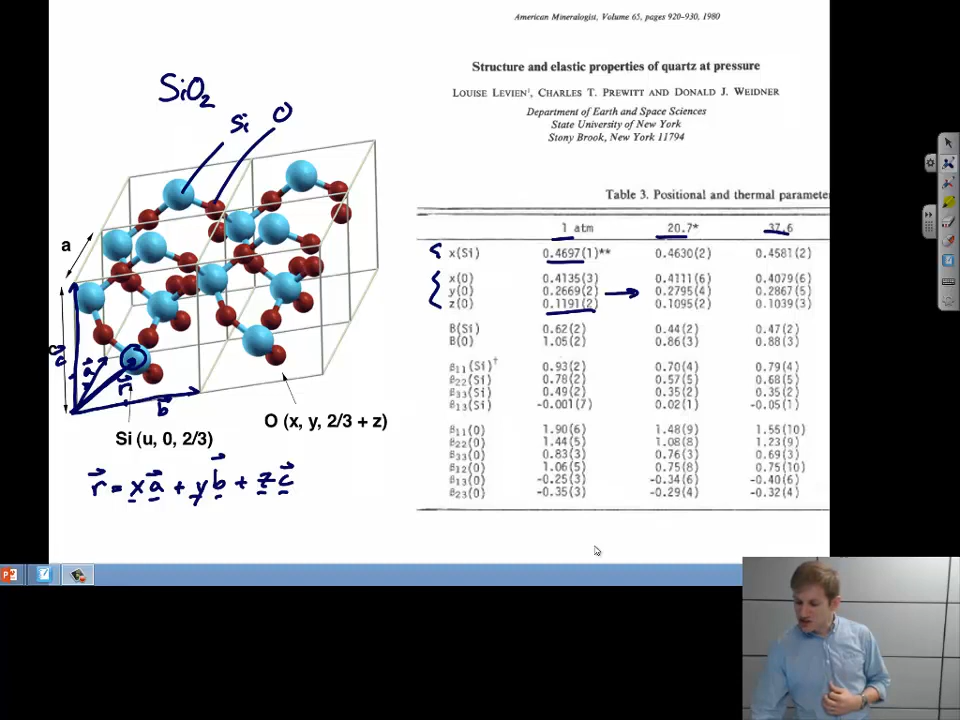 American Mineralogist, Volume 65, pages 920-930, 1980
Structure and elastic properties of quartz at pressure
LOUISE LEVIEN¹, CHARLES T. PREWITT AND DONALD J. WEIDNER
Department of Earth and Space Sciences
State University of New York
Stony Brook, New York 11794
SiO2
Si
O
a
c
a
r
b
Si (u, 0, 2/3)
O (x, y, 2/3 + z)
r = xa + yb + zc
Table 3. Positional and thermal paramete
1 atm 20.7* 37.6
x(Si) 0.4697(1)** 0.4630(2) 0.4581(2)
x(O) 0.4135(3) 0.4111(6) 0.4079(6)
y(O) 0.2669(2) 0.2795(4) 0.2867(5)
z(O) 0.1191(2) 0.1095(2) 0.1039(3)
B(Si) 0.62(2) 0.44(2) 0.47(2)
B(O) 1.05(2) 0.86(3) 0.88(3)
β11(Si)† 0.93(2) 0.70(4) 0.79(4)
β22(Si) 0.78(2) 0.57(5) 0.68(5)
β33(Si) 0.49(2) 0.35(2) 0.35(2)
β13(Si) -0.001(7) 0.02(1) -0.05(1)
β11(O) 1.90(6) 1.48(9) 1.55(10)
β22(O) 1.44(5) 1.08(8) 1.23(9)
β33(O) 0.83(3) 0.76(3) 0.69(3)
β12(O) 1.06(5) 0.75(8) 0.75(10)
β13(O) -0.25(3) -0.34(6) -0.40(6)
β23(O) -0.35(3) -0.29(4) -0.32(4)